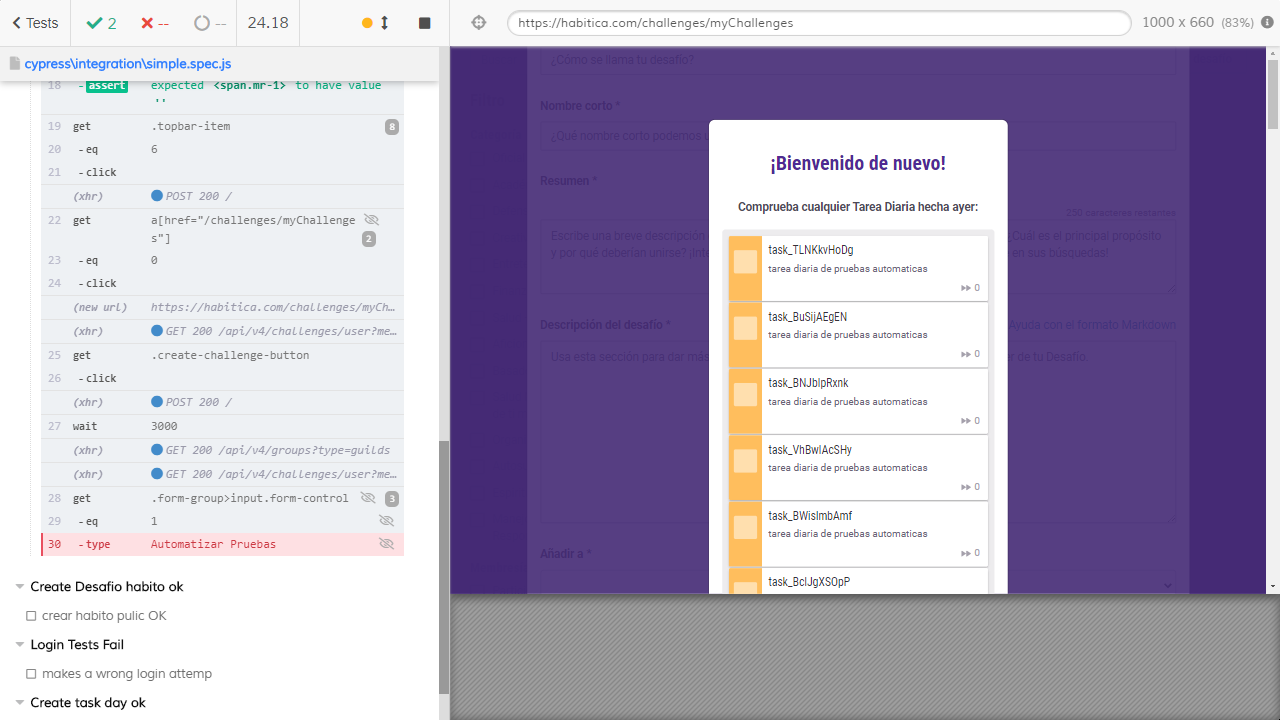 Tests
2
--
--
24.18
https://habitica.com/challenges/myChallenges
1000 x 660 (83%)
cypress\integration\simple.spec.js
18 -assert expected <span.mr-1> to have value ''
19 get .topbar-item 8
20 -eq 6
21 -click
(xhr) POST 200 /
22 get a[href="/challenges/myChallenge
s"] 2
23 -eq 0
24 -click
(new url) https://habitica.com/challenges/myCh…
(xhr) GET 200 /api/v4/challenges/user?me…
25 get .create-challenge-button
26 -click
(xhr) POST 200 /
27 wait 3000
(xhr) GET 200 /api/v4/groups?type=guilds
(xhr) GET 200 /api/v4/challenges/user?me…
28 get .form-group>input.form-control 3
29 -eq 1
30 -type Automatizar Pruebas
Create Desafio habito ok
crear habito pulic OK
Login Tests Fail
makes a wrong login attemp
Create task day ok
¿Cómo se llama tu desafío?
Nombre corto *
¿Qué nombre corto podemos
Resumen *
250 caracteres restantes
Escribe una breve descripción
¿Cuál es el principal propósito
y por qué deberían unirse?
en sus búsquedas!
Descripción del desafío *
Ayuda con el formato Markdown
Usa esta sección para dar más
de tu Desafío.
Añadir a *
¡Bienvenido de nuevo!
Comprueba cualquier Tarea Diaria hecha ayer:
task_TLNKkvHoDg
tarea diaria de pruebas automaticas
0
task_BuSijAEgEN
tarea diaria de pruebas automaticas
0
task_BNJbIpRxnk
tarea diaria de pruebas automaticas
0
task_VhBwIAcSHy
tarea diaria de pruebas automaticas
0
task_BWisImbAmf
tarea diaria de pruebas automaticas
0
task_BcIJgXSOpP